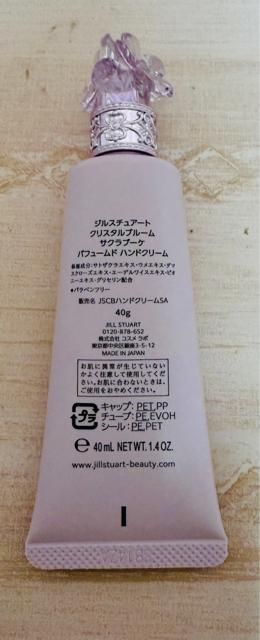 ジルスチュアート
クリスタルブルーム
サクラブーケ
パフュームド ハンドクリーム
保湿成分：サトザクラエキス・ウメエキス・ダマ
スクローズエキス・エーデルワイスエキス・ピオ
ニーエキス・グリセリン配合
●パラベンフリー
販売名 JSCBハンドクリームSA
40g
JILL STUART
0120-878-652
株式会社 コスメ ラボ
東京都中央区銀座3-5-12
MADE IN JAPAN
お肌に異常が生じていない
かよく注意して使用してくだ
さい。お肌に合わないときは、
ご使用をおやめください。
プラ
キャップ：PET,PP
チューブ：PE,EVOH
シール：PE,PET
℮ 40mL NET WT. 1.4 OZ.
www.jillstuart-beauty.com